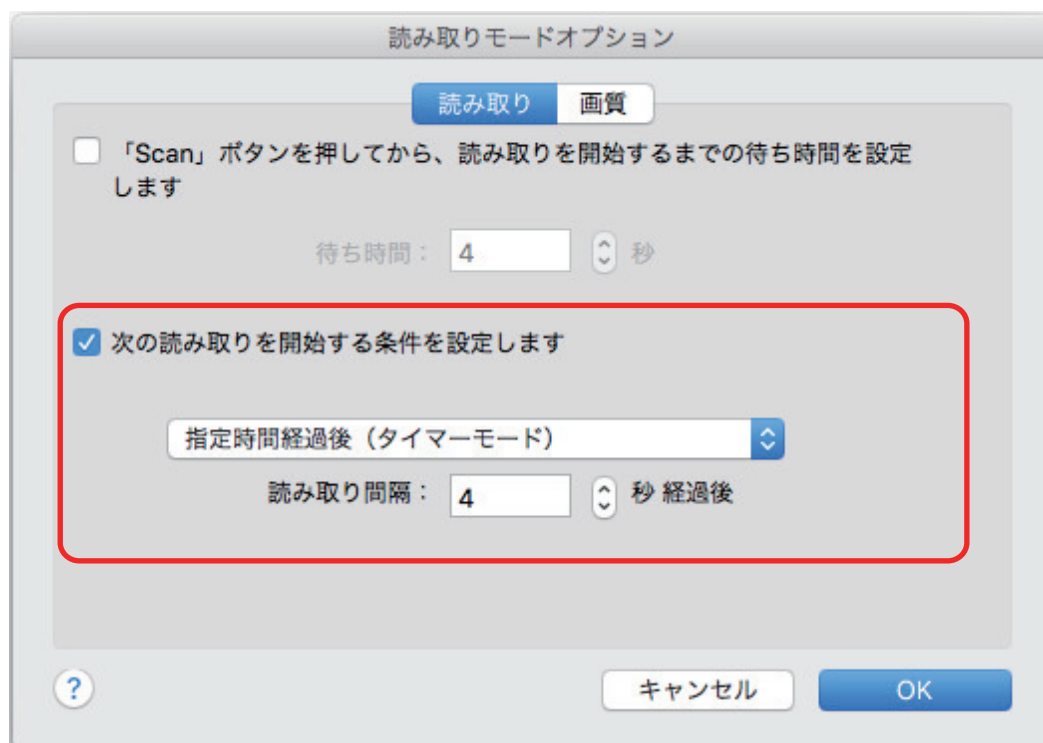 読み取りモードオプション
読み取り 画質
「Scan」ボタンを押してから、読み取りを開始するまでの待ち時間を設定
します
待ち時間： 4 秒
次の読み取りを開始する条件を設定します
指定時間経過後（タイマーモード）
読み取り間隔： 4 秒 経過後
? キャンセル OK